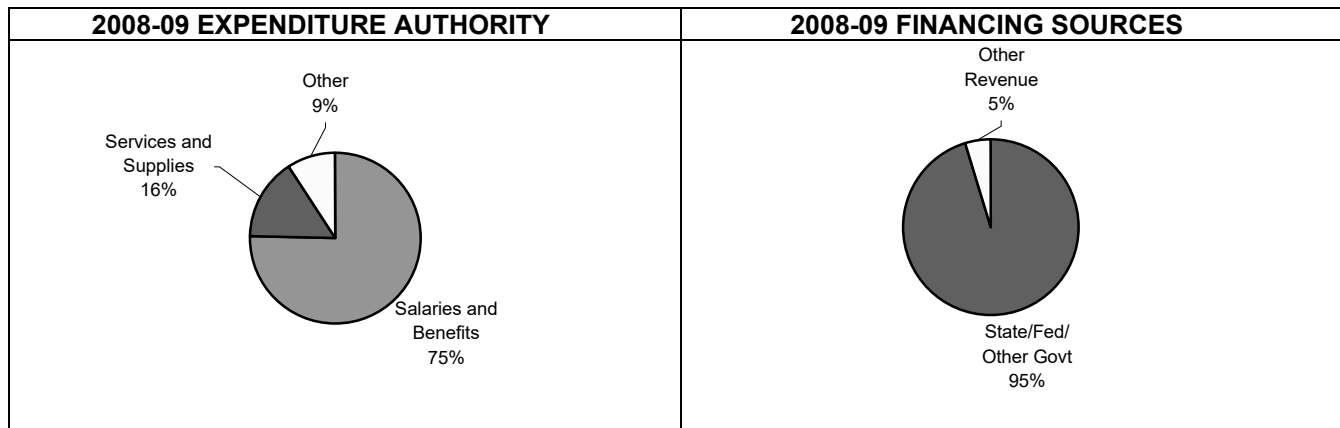 2008-09 EXPENDITURE AUTHORITY
Other
9%
Services and
Supplies
16%
Salaries and
Benefits
75%
2008-09 FINANCING SOURCES
Other
Revenue
5%
State/Fed/
Other Govt
95%